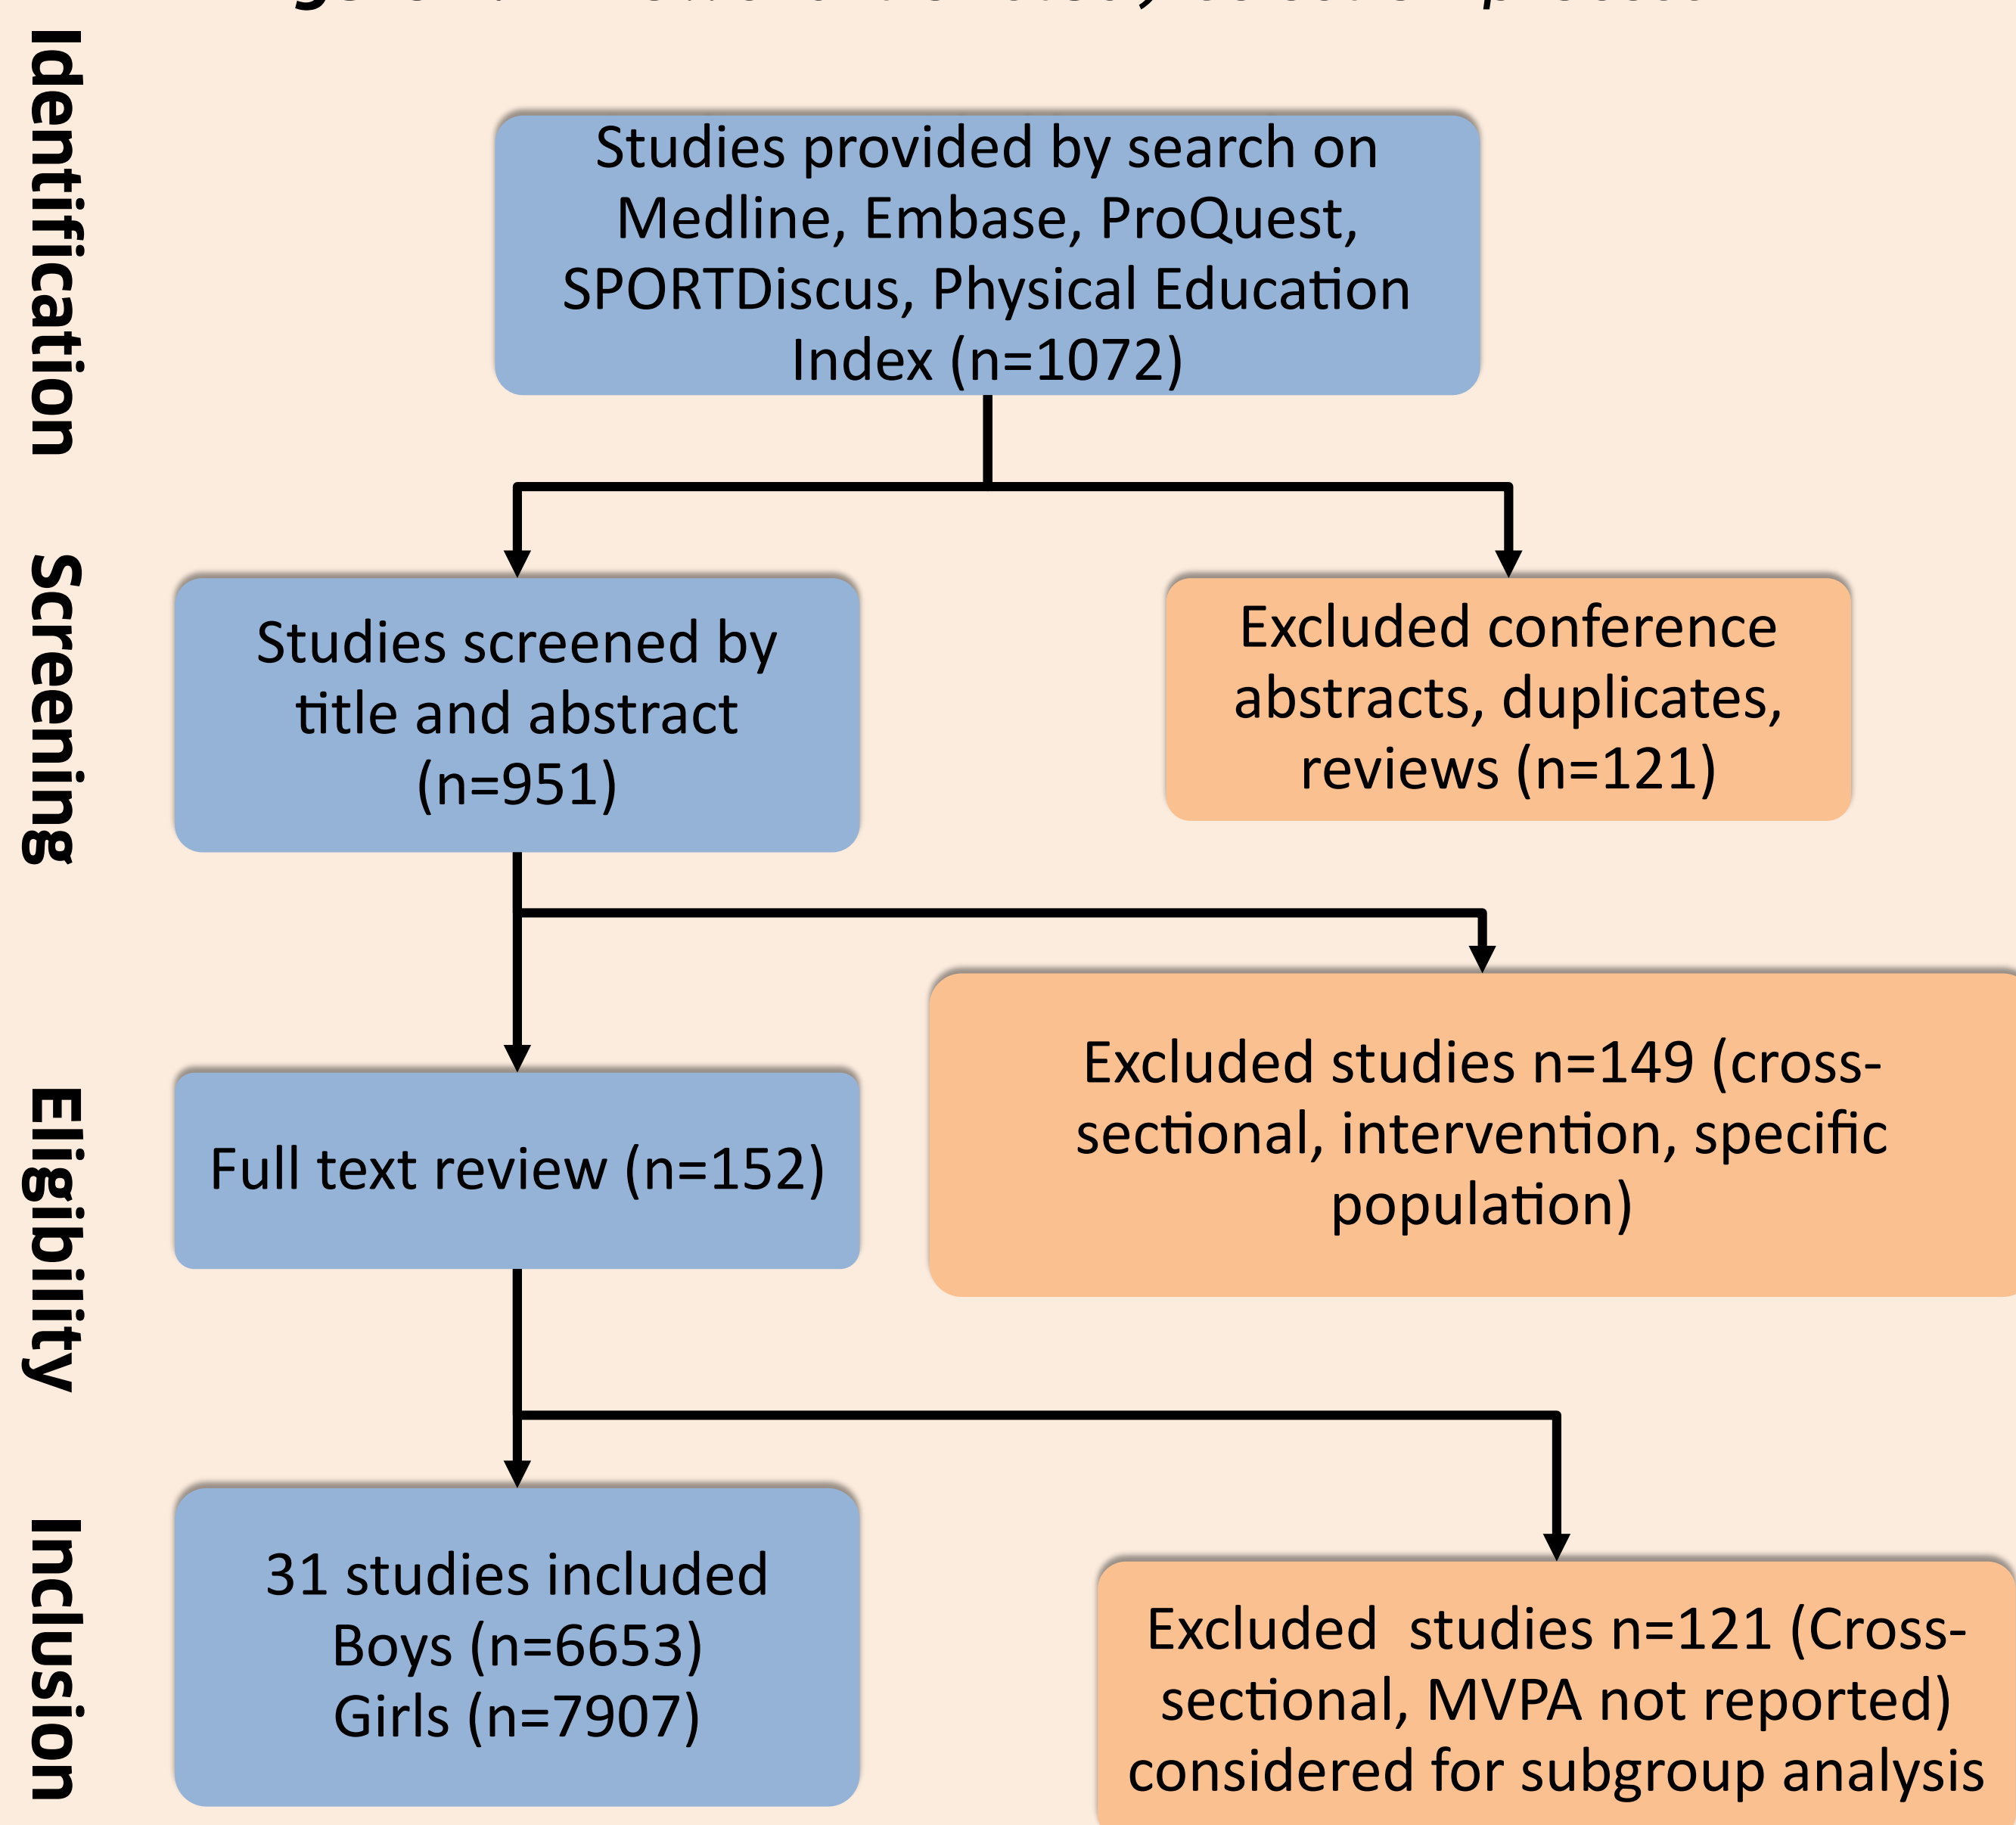 Identification
Studies provided by search on
Medline, Embase, ProQuest,
SPORTDiscus, Physical Education
Index (n=1072)
Screening
Studies screened by
title and abstract
(n=951)
Excluded conference
abstracts, duplicates,
reviews (n=121)
Eligibility
Excluded studies n=149 (cross-
sectional, intervention, specific
population)
Full text review (n=152)
Inclusion
31 studies included
Boys (n=6653)
Girls (n=7907)
Excluded  studies n=121 (Cross-
sectional, MVPA not reported)
considered for subgroup analysis